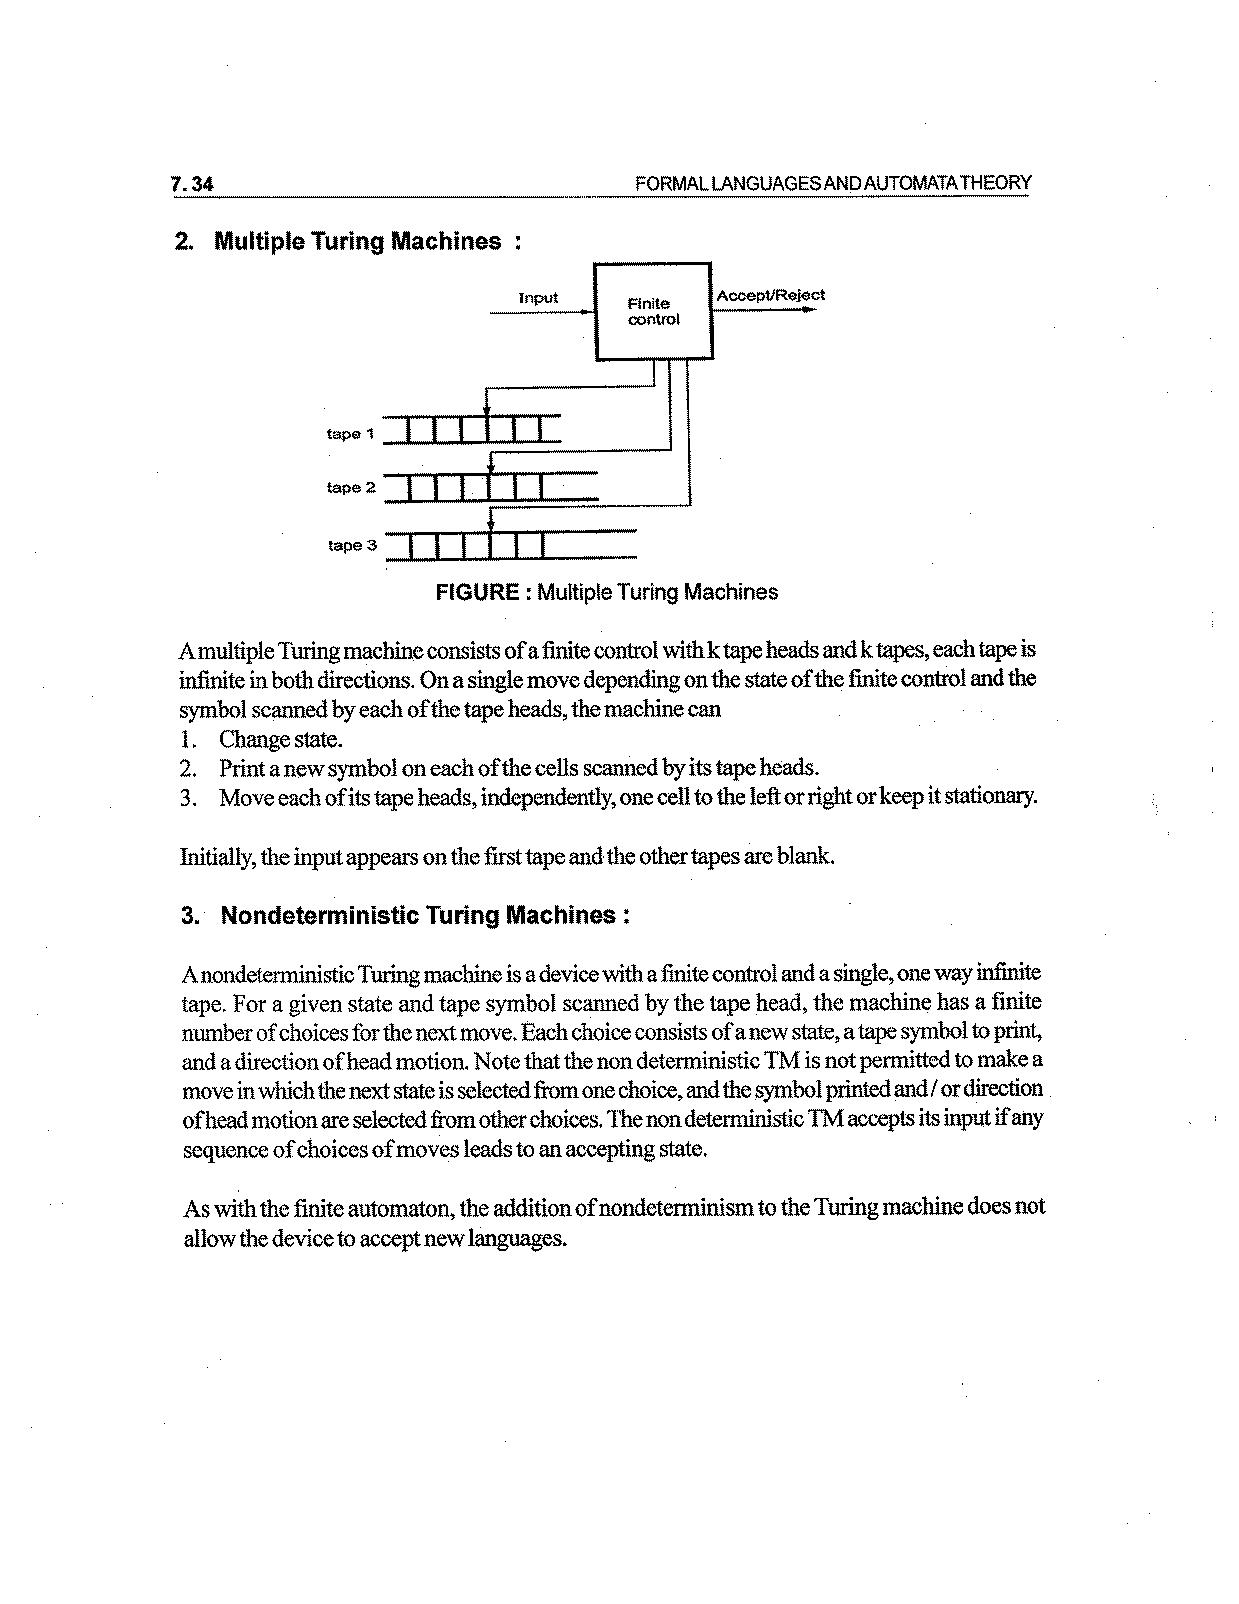 7.34 FORMAL LANGUAGES AND AUTOMATA THEORY
2. Multiple Turing Machines :
Input
Finite
control
Accept/Reject
tape 1
tape 2
tape 3
FIGURE : Multiple Turing Machines
A multiple Turing machine consists of a finite control with k tape heads and k tapes, each tape is
infinite in both directions. On a single move depending on the state of the finite control and the
symbol scanned by each of the tape heads, the machine can
1. Change state.
2. Print a new symbol on each of the cells scanned by its tape heads.
3. Move each of its tape heads, independently, one cell to the left or right or keep it stationary.
Initially, the input appears on the first tape and the other tapes are blank.
3. Nondeterministic Turing Machines :
A nondeterministic Turing machine is a device with a finite control and a single, one way infinite
tape. For a given state and tape symbol scanned by the tape head, the machine has a finite
number of choices for the next move. Each choice consists of a new state, a tape symbol to print,
and a direction of head motion. Note that the non deterministic TM is not permitted to make a
move in which the next state is selected from one choice, and the symbol printed and / or direction
of head motion are selected from other choices. The non deterministic TM accepts its input if any
sequence of choices of moves leads to an accepting state.
As with the finite automaton, the addition of nondeterminism to the Turing machine does not
allow the device to accept new languages.